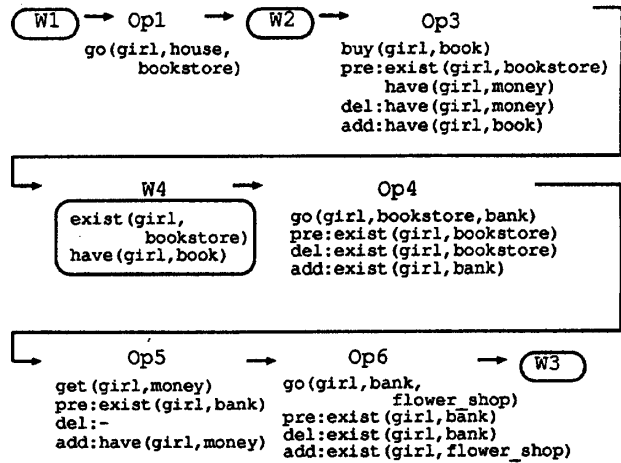 W1 Op1 W2 Op3
go(girl,house,
bookstore)
buy(girl,book)
pre:exist(girl,bookstore)
have(girl,money)
del:have(girl,money)
add:have(girl,book)
W4 Op4
exist(girl,
bookstore)
have(girl,book)
go(girl,bookstore,bank)
pre:exist(girl,bookstore)
del:exist(girl,bookstore)
add:exist(girl,bank)
Op5 Op6 W3
get(girl,money)
pre:exist(girl,bank)
del:-
add:have(girl,money)
go(girl,bank,
flower_shop)
pre:exist(girl,bank)
del:exist(girl,bank)
add:exist(girl,flower_shop)